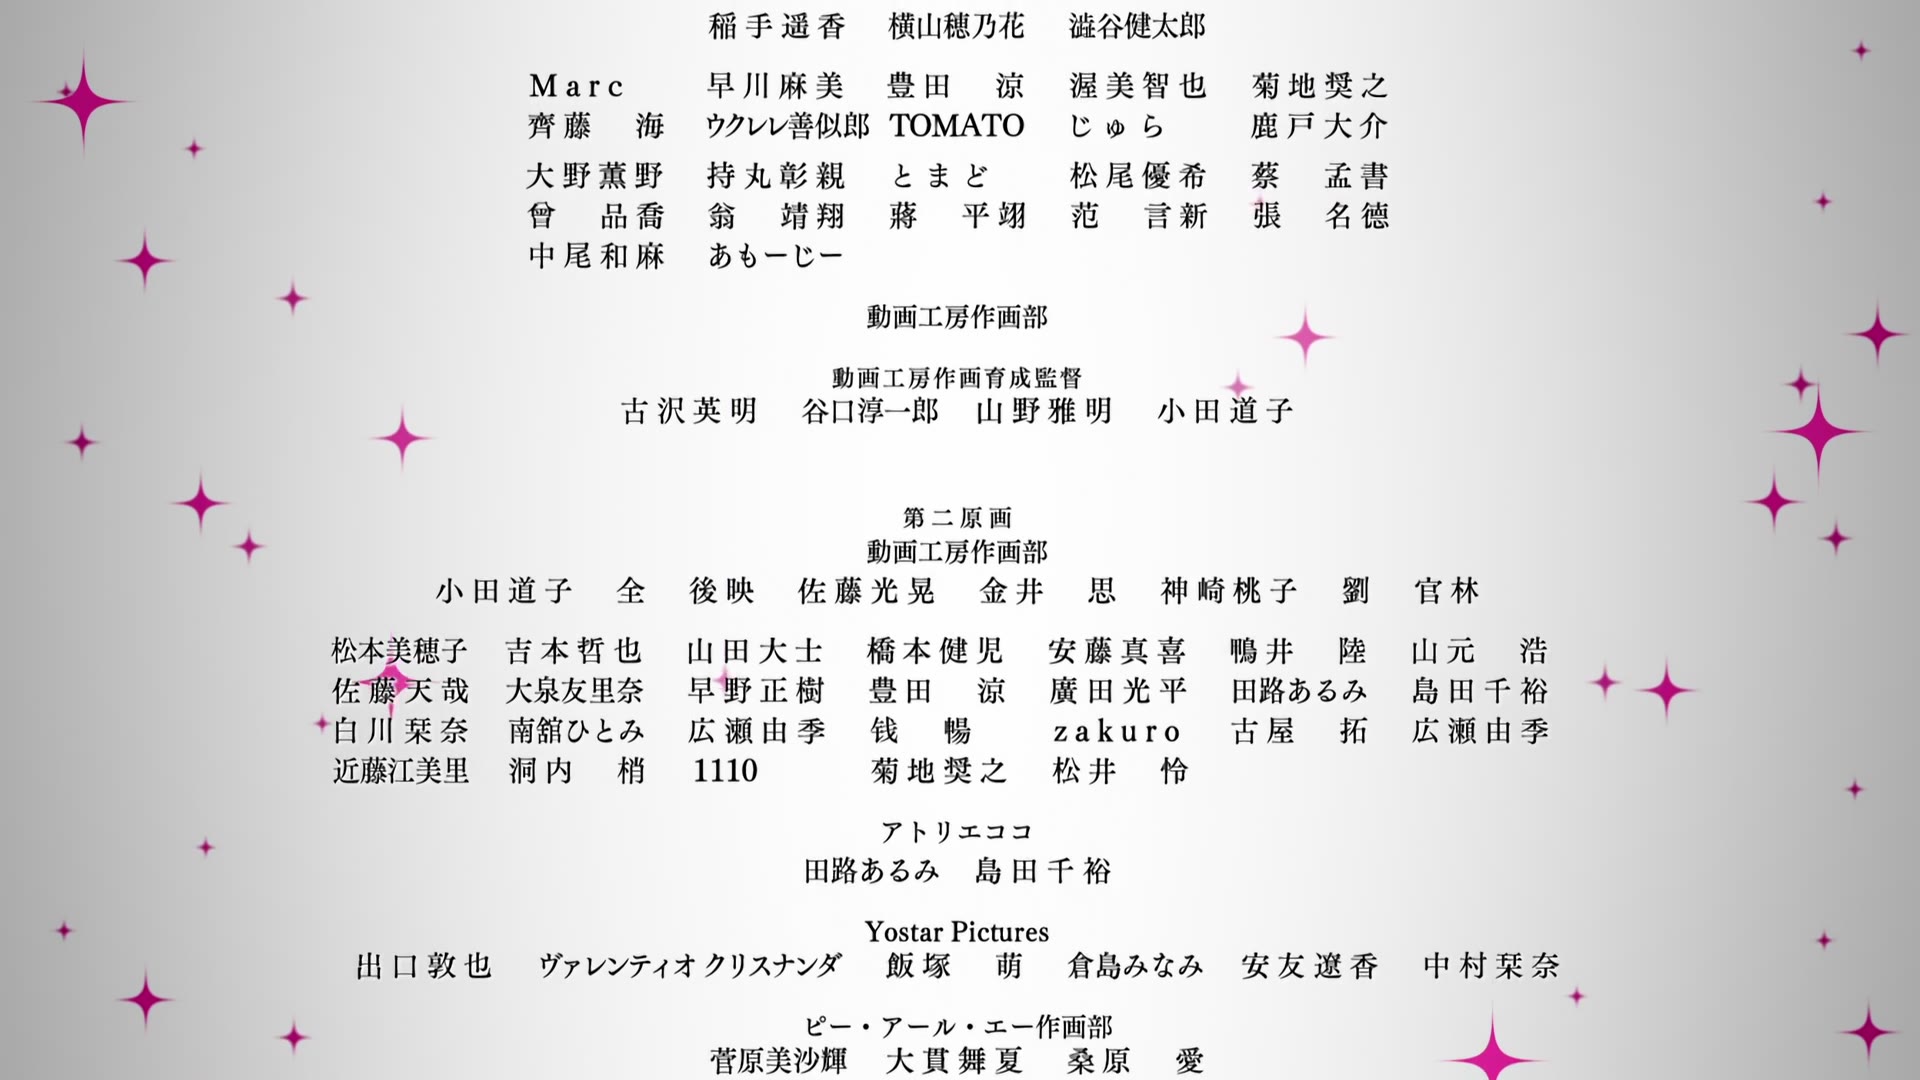 稲手遥香 横山穂乃花 澁谷健太郎
Marc 早川麻美 豊田 涼 渥美智也 菊地奨之
齊藤 海 ウクレレ善似郎 TOMATO じゅら 鹿戸大介
大野薫野 持丸彰親 とまど 松尾優希 蔡 孟書
曾 品喬 翁 靖翔 蔣 平翊 范 言新 張 名德
中尾和麻 あもーじー
動画工房作画部
動画工房作画育成監督
古沢英明 谷口淳一郎 山野雅明 小田道子
第二原画
動画工房作画部
小田道子 全 後映 佐藤光晃 金井 思 神崎桃子 劉 官林
松本美穂子 吉本哲也 山田大士 橋本健児 安藤真喜 鴨井 陸 山元 浩
佐藤天哉 大泉友里奈 早野正樹 豊田 涼 廣田光平 田路あるみ 島田千裕
白川栞奈 南舘ひとみ 広瀬由季 钱 暢 zakuro 古屋 拓 広瀬由季
近藤江美里 洞内 梢 1110 菊地奨之 松井 怜
アトリエココ
田路あるみ 島田千裕
Yostar Pictures
出口敦也 ヴァレンティオ クリスナンダ 飯塚 萌 倉島みなみ 安友遼香 中村栞奈
ピー・アール・エー作画部
菅原美沙輝 大貫舞夏 桑原 愛